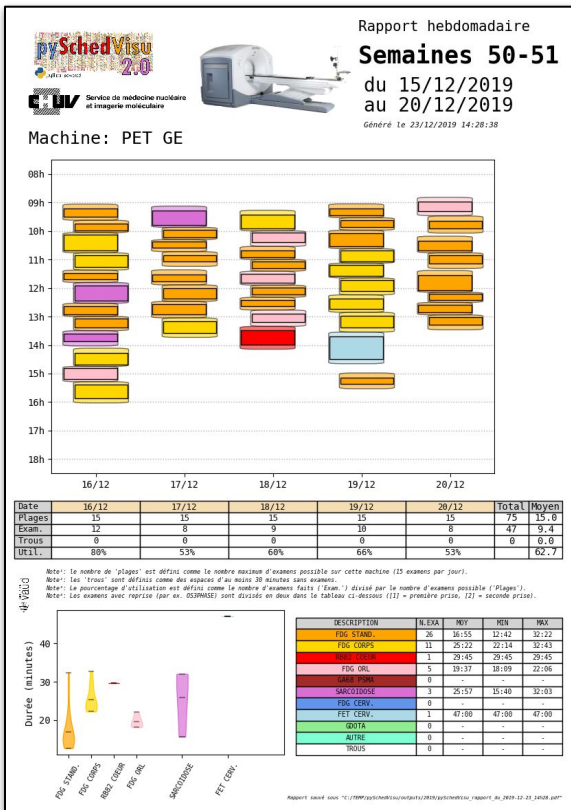 Rapport hebdomadaire
pySchedVisu
2.0
Semaines 50-51
du 15/12/2019
au 20/12/2019
Généré le 23/12/2019 14:28:38
Service de médecine nucléaire
et imagerie moléculaire
Machine: PET GE
08h
09h
10h
11h
12h
13h
14h
15h
16h
17h
18h
16/12 17/12 18/12 19/12 20/12
Date 16/12 17/12 18/12 19/12 20/12 Total Moyen
Plages 15 15 15 15 15 75 15.0
Exam. 12 8 9 10 8 47 9.4
Trous 0 0 0 0 0 0 0.0
Util. 80% 53% 60% 66% 53% 62.7
Note¹: le nombre de 'plages' est défini comme le nombre maximum d'examens possible sur cette machine (15 examens par jour).
Note²: les 'trous' sont définis comme des espaces d'au moins 30 minutes sans examens.
Note³: Le pourcentage d'utilisation est défini comme le nombre d'examens faits ('Exam.') divisé par le nombre d'examens possible ('Plages').
Note⁴: Les examens avec reprise (par ex. OS3PHASE) sont divisés en deux dans le tableau ci-dessous ([1] = première prise, [2] = seconde prise).
Durée (minutes)
40
30
20
FDG STAND.
FDG CORPS
RB82 COEUR
FDG ORL
SARCOIDOSE
FET CERV.
DESCRIPTION N.EXA MOY MIN MAX
FDG STAND. 26 16:55 12:42 32:22
FDG CORPS 11 25:22 22:14 32:43
RB82 COEUR 1 29:45 29:45 29:45
FDG ORL 5 19:37 18:09 22:06
GA68 PSMA 0 - - -
SARCOIDOSE 3 25:57 15:40 32:03
FDG CERV. 0 - - -
FET CERV. 1 47:00 47:00 47:00
GDOTA 0 - - -
AUTRE 0 - - -
TROUS 0 - - -